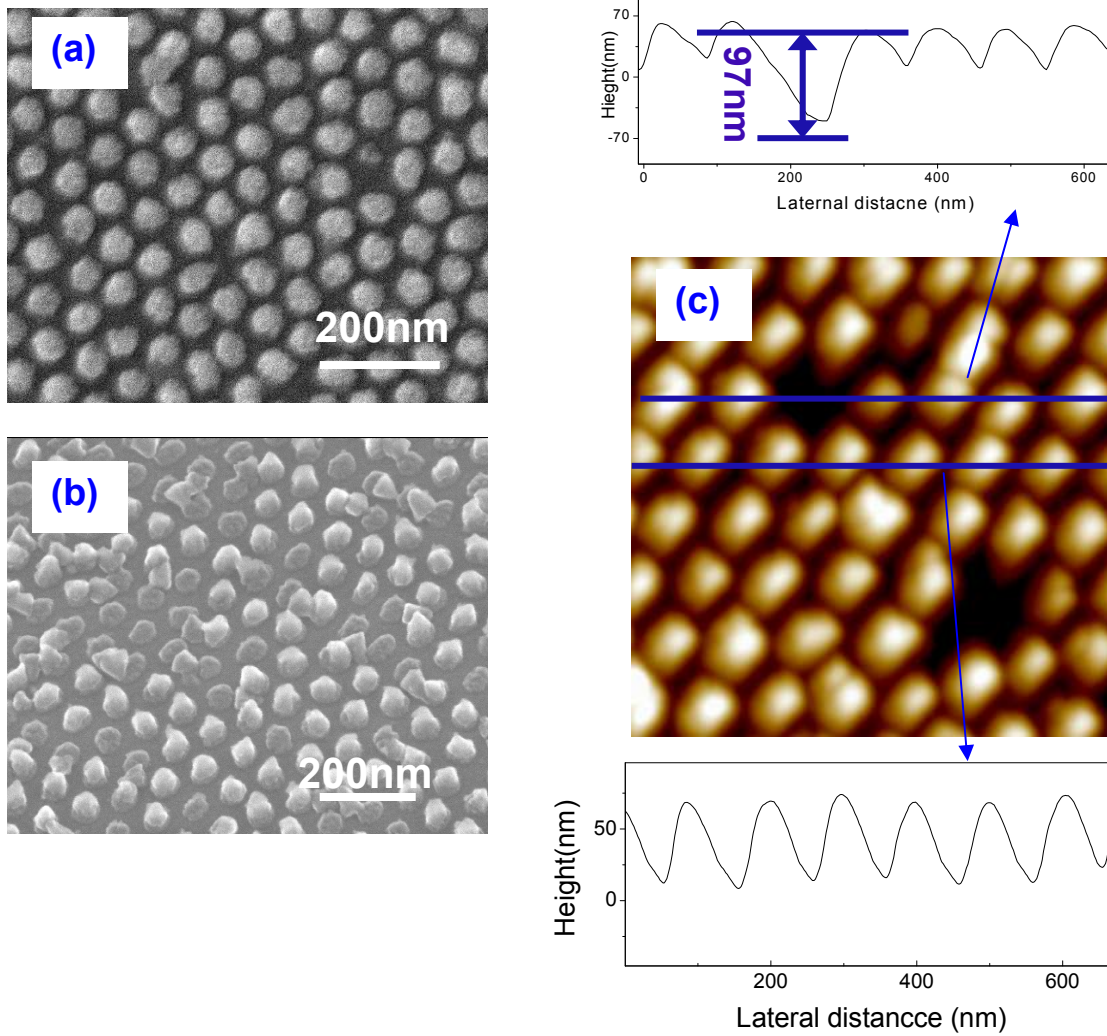 (a)
200nm
(b)
200nm
70
0
-70
Hieght(nm)
97nm
0
200
400
600
Laternal distacne (nm)
(c)
50
0
Height(nm)
200
400
600
Lateral distancce (nm)